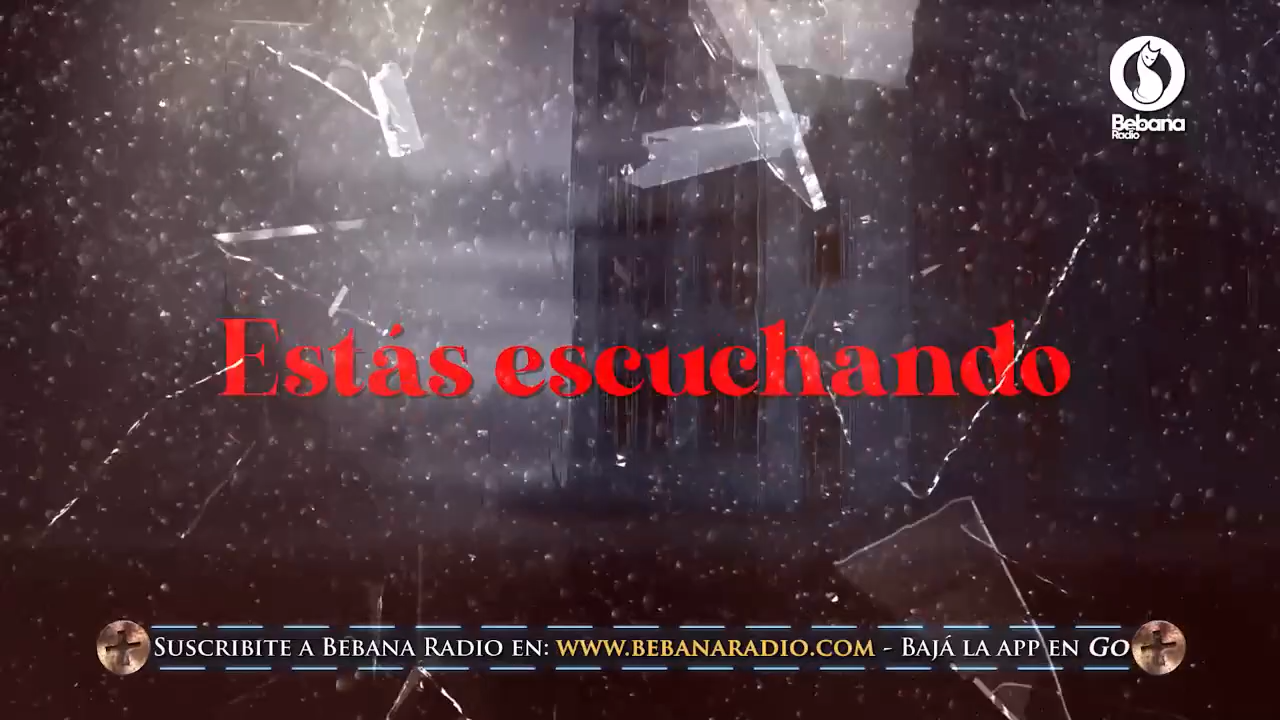 Bebana
Radio
Estás escuchando
SUSCRIBITE A BEBANA RADIO EN: WWW.BEBANARADIO.COM - BAJÁ LA APP EN GO